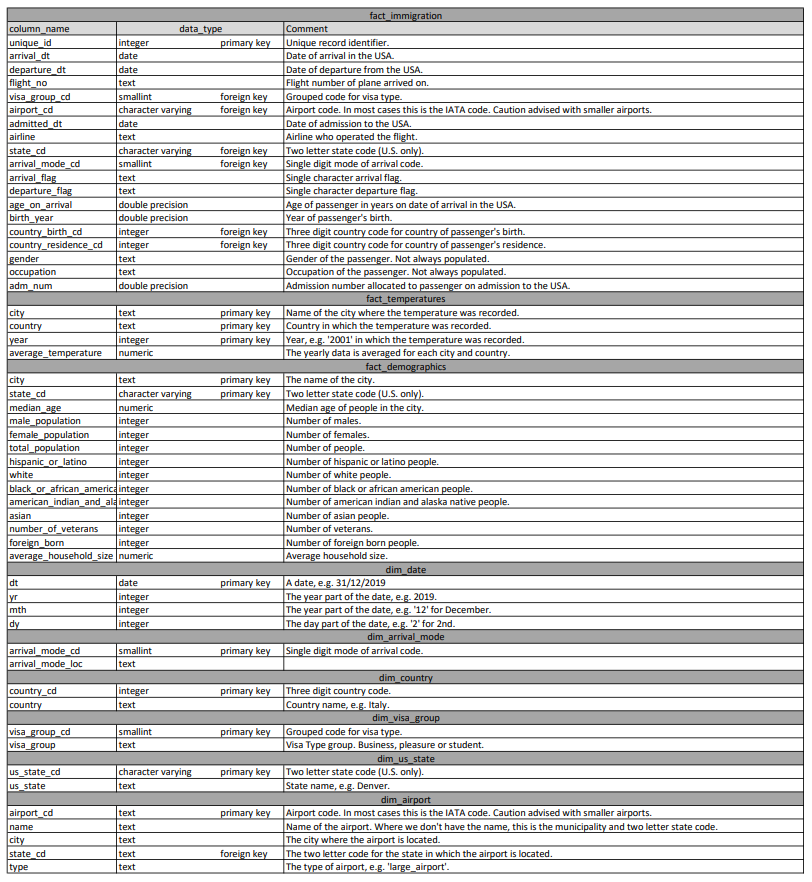 fact_immigration
column_name data_type Comment
unique_id integer primary key Unique record identifier.
arrival_dt date Date of arrival in the USA.
departure_dt date Date of departure from the USA.
flight_no text Flight number of plane arrived on.
visa_group_cd smallint foreign key Grouped code for visa type.
airport_cd character varying foreign key Airport code. In most cases this is the IATA code. Caution advised with smaller airports.
admitted_dt date Date of admission to the USA.
airline text Airline who operated the flight.
state_cd character varying foreign key Two letter state code (U.S. only).
arrival_mode_cd smallint foreign key Single digit mode of arrival code.
arrival_flag text Single character arrival flag.
departure_flag text Single character departure flag.
age_on_arrival double precision Age of passenger in years on date of arrival in the USA.
birth_year double precision Year of passenger's birth.
country_birth_cd integer foreign key Three digit country code for country of passenger's birth.
country_residence_cd integer foreign key Three digit country code for country of passenger's residence.
gender text Gender of the passenger. Not always populated.
occupation text Occupation of the passenger. Not always populated.
adm_num double precision Admission number allocated to passenger on admission to the USA.
fact_temperatures
city text primary key Name of the city where the temperature was recorded.
country text primary key Country in which the temperature was recorded.
year integer primary key Year, e.g. '2001' in which the temperature was recorded.
average_temperature numeric The yearly data is averaged for each city and country.
fact_demographics
city text primary key The name of the city.
state_cd character varying primary key Two letter state code (U.S. only).
median_age numeric Median age of people in the city.
male_population integer Number of males.
female_population integer Number of females.
total_population integer Number of people.
hispanic_or_latino integer Number of hispanic or latino people.
white integer Number of white people.
black_or_african_america integer Number of black or african american people.
american_indian_and_ala integer Number of american indian and alaska native people.
asian integer Number of asian people.
number_of_veterans integer Number of veterans.
foreign_born integer Number of foreign born people.
average_household_size numeric Average household size.
dim_date
dt date primary key A date, e.g. 31/12/2019
yr integer The year part of the date, e.g. 2019.
mth integer The year part of the date, e.g. '12' for December.
dy integer The day part of the date, e.g. '2' for 2nd.
dim_arrival_mode
arrival_mode_cd smallint primary key Single digit mode of arrival code.
arrival_mode_loc text
dim_country
country_cd integer primary key Three digit country code.
country text Country name, e.g. Italy.
dim_visa_group
visa_group_cd smallint primary key Grouped code for visa type.
visa_group text Visa Type group. Business, pleasure or student.
dim_us_state
us_state_cd character varying primary key Two letter state code (U.S. only).
us_state text State name, e.g. Denver.
dim_airport
airport_cd text primary key Airport code. In most cases this is the IATA code. Caution advised with smaller airports.
name text Name of the airport. Where we don't have the name, this is the municipality and two letter state code.
city text The city where the airport is located.
state_cd text foreign key The two letter code for the state in which the airport is located.
type text The type of airport, e.g. 'large_airport'.